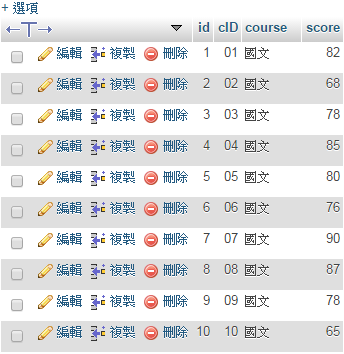 + 選項
←T→ id cID course score
編輯 複製 刪除 1 01 國文 82
編輯 複製 刪除 2 02 國文 68
編輯 複製 刪除 3 03 國文 78
編輯 複製 刪除 4 04 國文 85
編輯 複製 刪除 5 05 國文 80
編輯 複製 刪除 6 06 國文 76
編輯 複製 刪除 7 07 國文 90
編輯 複製 刪除 8 08 國文 87
編輯 複製 刪除 9 09 國文 78
編輯 複製 刪除 10 10 國文 65